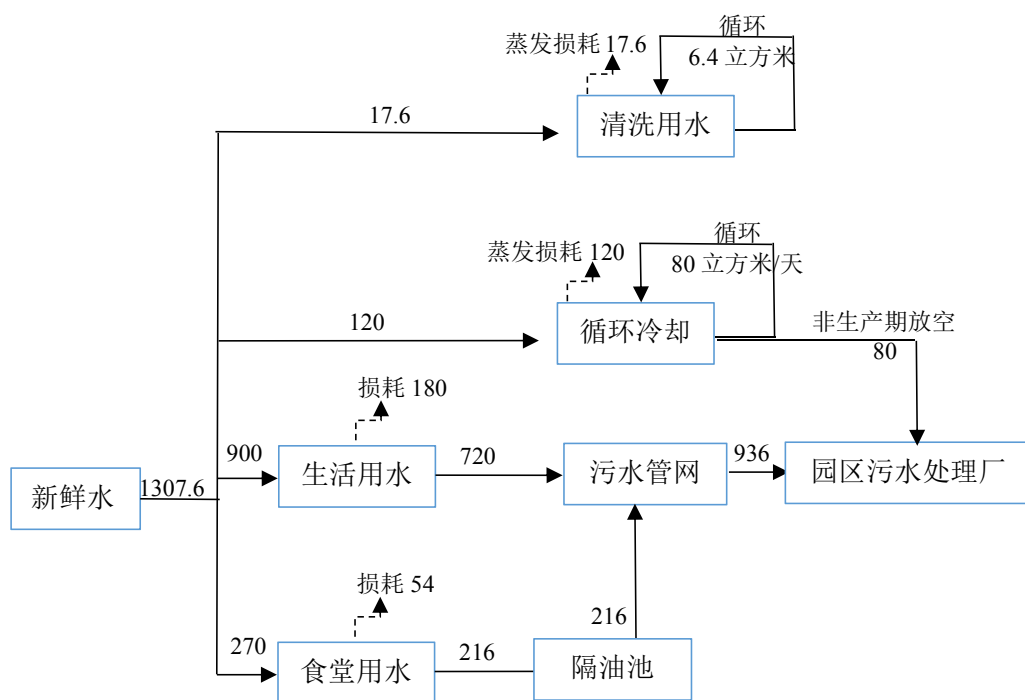 循环
蒸发损耗 17.6
6.4 立方米
17.6
清洗用水
循环
蒸发损耗 120
80 立方米/天
120
循环冷却
非生产期放空
80
损耗 180
900
生活用水
720
污水管网
936
园区污水处理厂
新鲜水
1307.6
损耗 54
216
270
食堂用水
216
隔油池